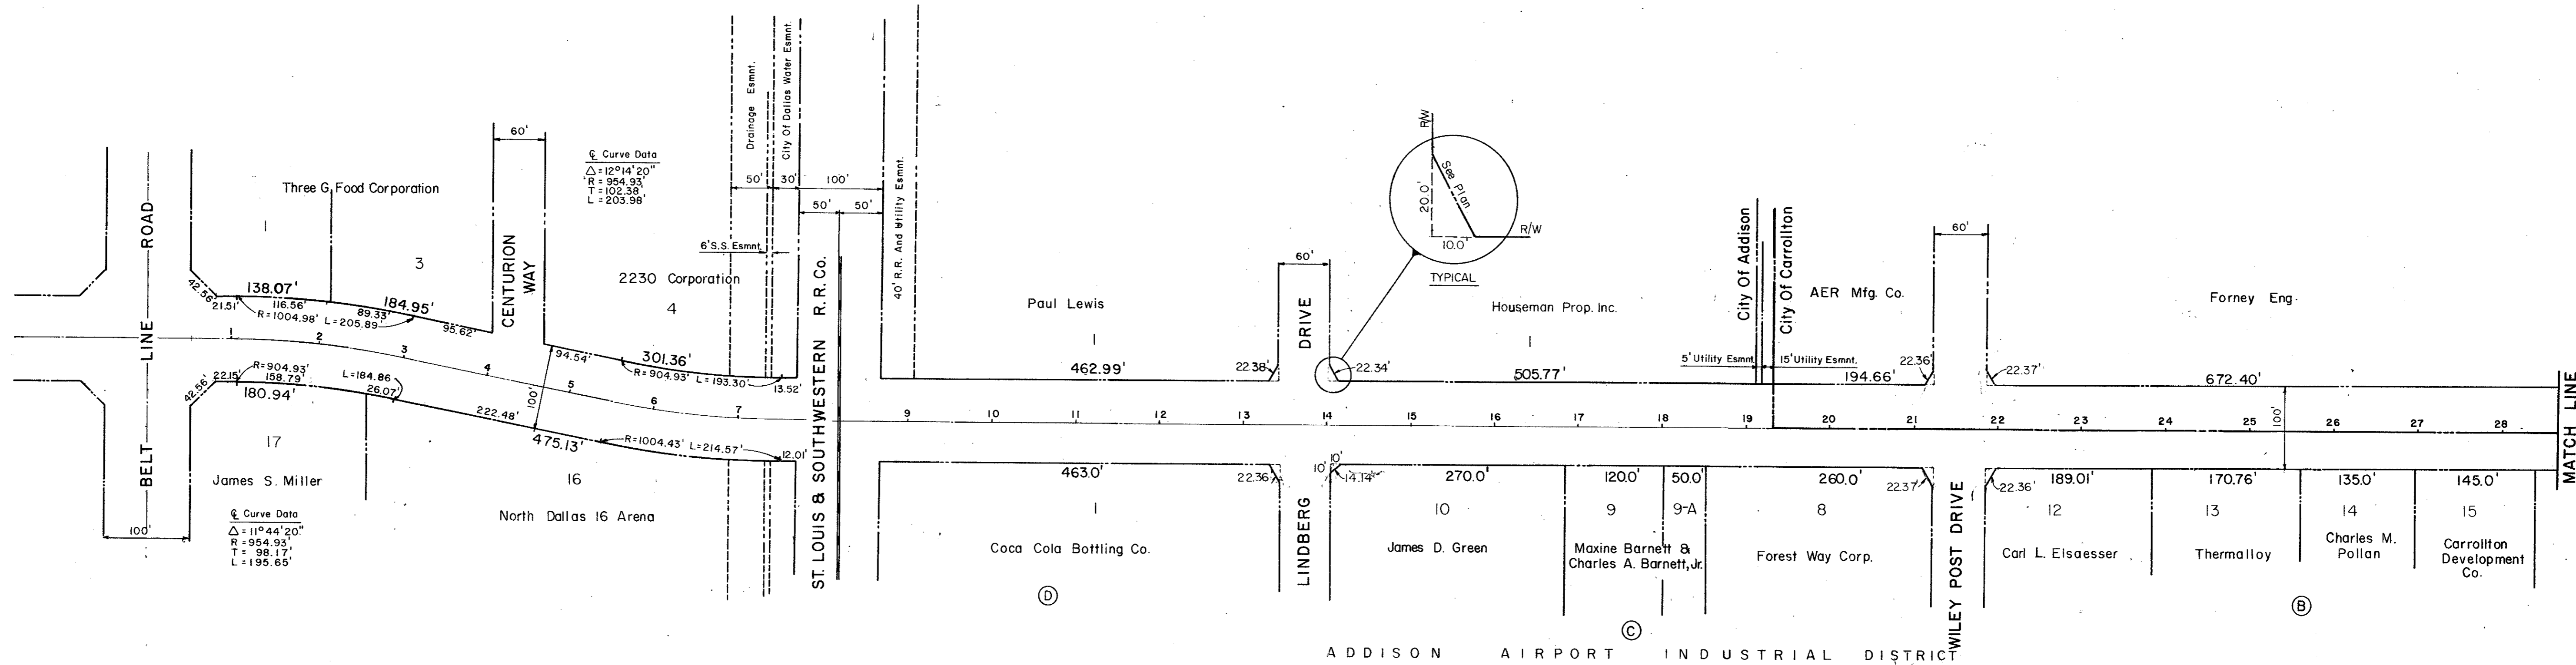 BELT LINE ROAD
Three G Food Corporation
1
3
42.56'
138.07'
21.51'
116.56'
R=1004.98' L=205.89'
184.95'
89.33'
95.62'
60'
CENTURION
WAY
℄ Curve Data
Δ=12°14'20"
R=954.93'
T=102.38'
L=203.98'
Drainage Esmnt.
City Of Dallas Water Esmnt.
50'
30'
100'
50'
50'
40' R.R. And Utility Esmnt.
6' S.S. Esmnt.
2230 Corporation
4
94.54'
301.36'
R=904.93' L=193.30'
13.52'
ST. LOUIS & SOUTHWESTERN R.R. Co.
Paul Lewis
1
462.99'
60'
DRIVE
22.38'
22.34'
R/W
See Plan
20.0'
10.0'
R/W
TYPICAL
Houseman Prop. Inc.
1
505.77'
City Of Addison
City Of Carrollton
5' Utility Esmnt.
15' Utility Esmnt.
AER Mfg. Co.
194.66'
22.36'
60'
22.37'
Forney Eng.
672.40'
MATCH LINE
1
2
3
4
5
6
7
9
10
11
12
13
14
15
16
17
18
19
20
21
22
23
24
25
26
27
28
100'
100'
42.56'
22.15'
R=904.93'
158.79'
180.94'
L=184.86
26.07'
222.48'
475.13'
R=1004.43' L=214.57'
12.01'
17
James S. Miller
℄ Curve Data
Δ=11°44'20"
R=954.93'
T= 98.17'
L=195.65'
100'
16
North Dallas 16 Arena
463.0'
1
Coca Cola Bottling Co.
D
22.36'
LINDBERG
10'
10'
14.14'
270.0'
10
James D. Green
120.0'
9
50.0'
9-A
Maxine Barnett &
Charles A. Barnett, Jr.
260.0'
8
Forest Way Corp.
22.37'
C
WILEY POST DRIVE
22.36'
189.01'
12
Carl L. Elsaesser
170.76'
13
Thermalloy
135.0'
14
Charles M.
Pollan
145.0'
15
Carrollton
Development
Co.
B
ADDISON AIRPORT INDUSTRIAL DISTRICT